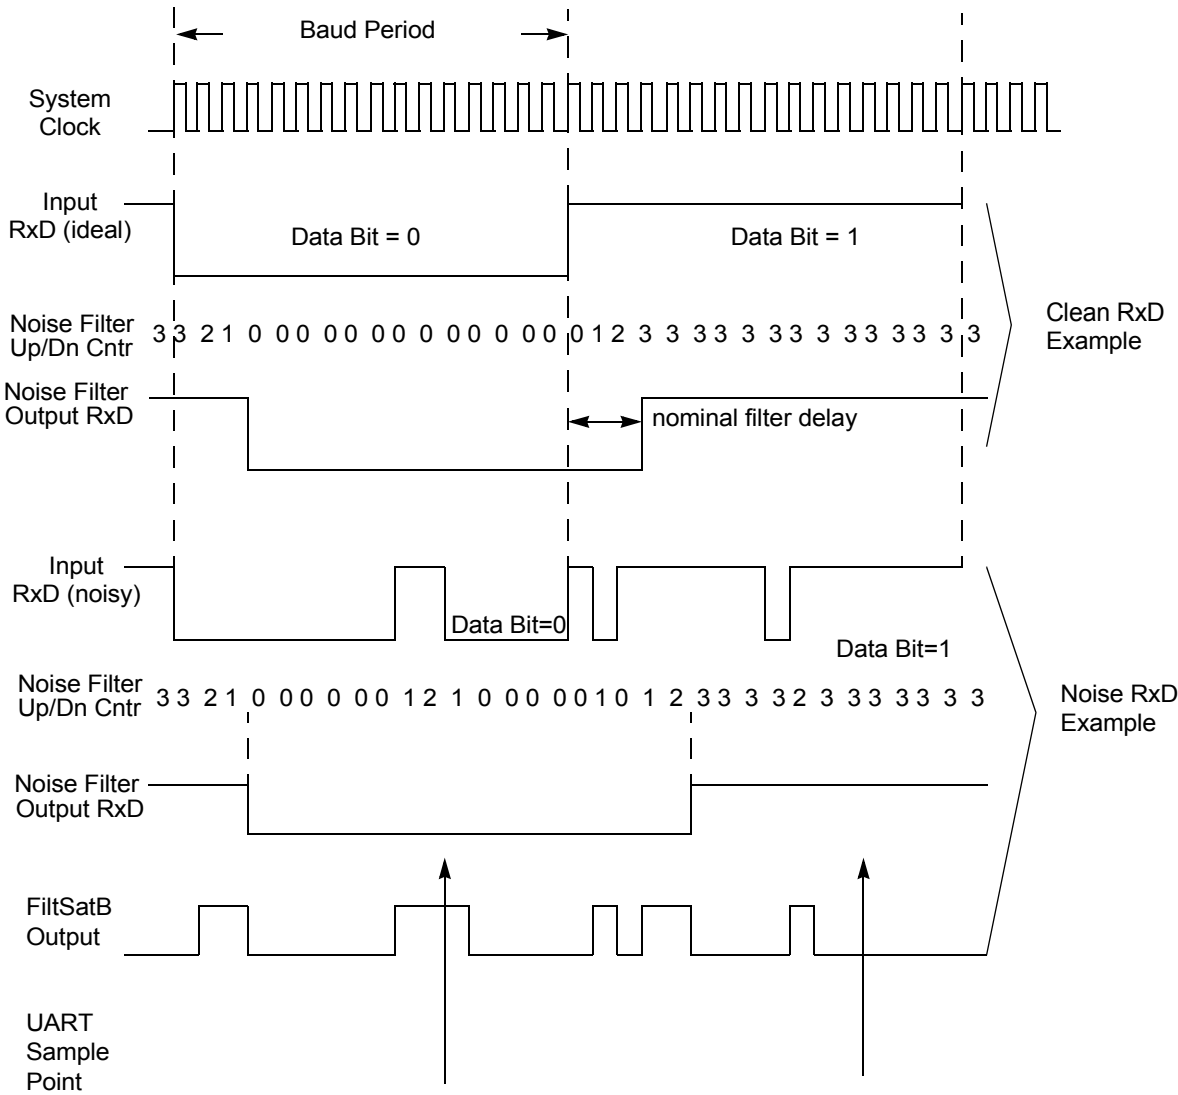 Baud Period
System
Clock
Input
RxD (ideal)
Data Bit = 0
Data Bit = 1
Noise Filter
Up/Dn Cntr
3 3 2 1 0 0 0 0 0 0 0 0 0 0 0 0 0 0 1 2 3 3 3 3 3 3 3 3 3 3 3 3 3 3
Clean RxD
Example
Noise Filter
Output RxD
nominal filter delay
Input
RxD (noisy)
Data Bit=0
Data Bit=1
Noise Filter
Up/Dn Cntr
3 3 2 1 0 0 0 0 0 0 1 2 1 0 0 0 0 0 1 0 1 2 3 3 3 3 2 3 3 3 3 3 3 3
Noise RxD
Example
Noise Filter
Output RxD
FiltSatB
Output
UART
Sample
Point